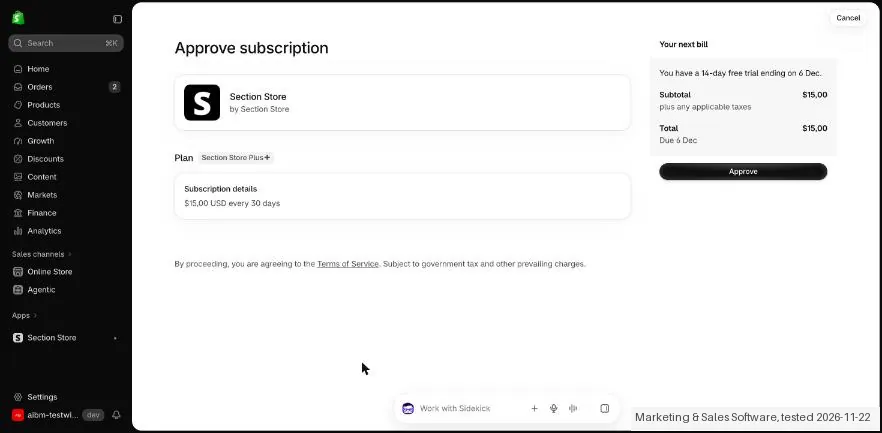 Search
⌘K
Home
Orders
2
Products
Customers
Growth
Discounts
Content
Markets
Finance
Analytics
Sales channels
Online Store
Agentic
Apps
Section Store
Settings
aibm-testwi...
dev
Cancel
Approve subscription
S
Section Store
by Section Store
Plan
Section Store Plus+
Subscription details
$15,00 USD every 30 days
By proceeding, you are agreeing to the Terms of Service. Subject to government tax and other prevailing charges.
Your next bill
You have a 14-day free trial ending on 6 Dec.
Subtotal $15,00
plus any applicable taxes
Total $15,00
Due 6 Dec
Approve
Work with Sidekick
Marketing & Sales Software, tested 2026-11-22